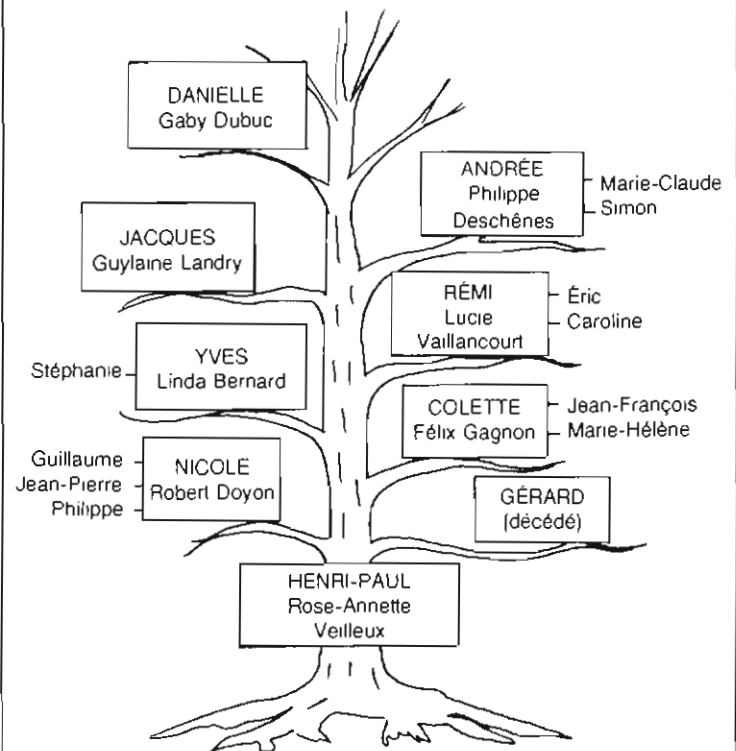 DANIELLE
Gaby Dubuc
ANDRÉE
Philippe
Deschênes
Marie-Claude
Simon
JACQUES
Guylaine Landry
RÉMI
Lucie
Vaillancourt
Éric
Caroline
Stéphanie
YVES
Linda Bernard
COLETTE
Félix Gagnon
Jean-François
Marie-Hélène
Guillaume
Jean-Pierre
Philippe
NICOLE
Robert Doyon
GÉRARD
(décédé)
HENRI-PAUL
Rose-Annette
Veilleux